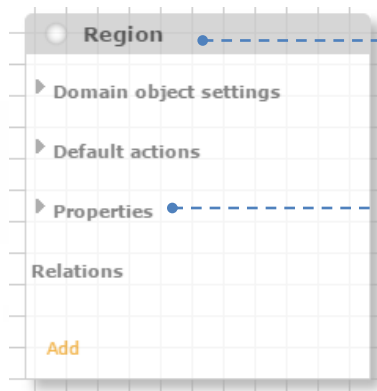 Region
Domain object settings
Default actions
Properties
Relations
Add